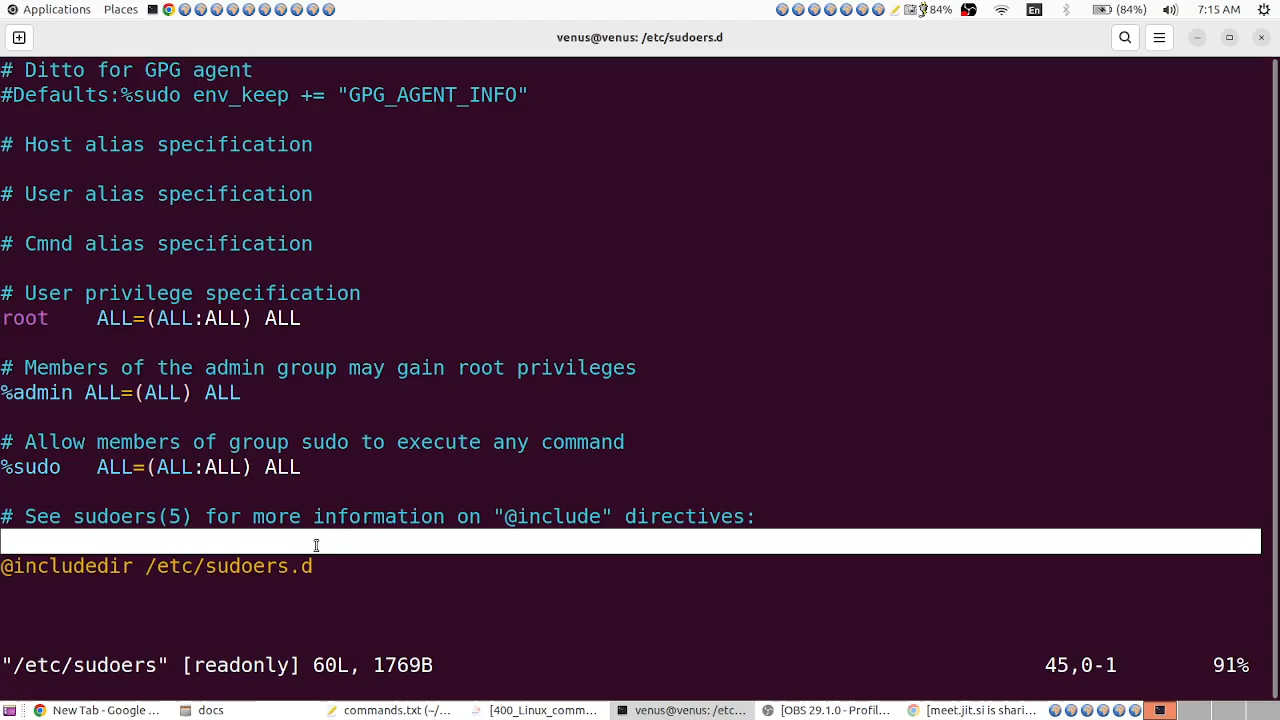 Applications Places 84% En (84%) 7:15 AM
venus@venus: /etc/sudoers.d
# Ditto for GPG agent
#Defaults:%sudo env_keep += "GPG_AGENT_INFO"
# Host alias specification
# User alias specification
# Cmnd alias specification
# User privilege specification
root ALL=(ALL:ALL) ALL
# Members of the admin group may gain root privileges
%admin ALL=(ALL) ALL
# Allow members of group sudo to execute any command
%sudo ALL=(ALL:ALL) ALL
# See sudoers(5) for more information on "@include" directives:
@includedir /etc/sudoers.d
"/etc/sudoers" [readonly] 60L, 1769B 45,0-1 91%
New Tab - Google ... docs commands.txt (~/... [400_Linux_comm... venus@venus: /etc... [OBS 29.1.0 - Profil... [meet.jit.si is shari...